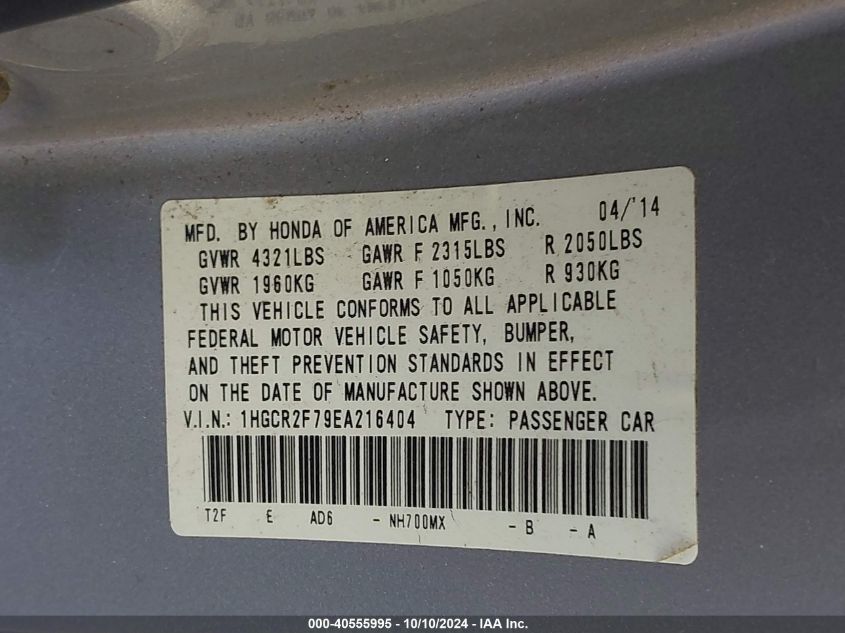 MFD. BY HONDA OF AMERICA MFG., INC. 04/'14
GVWR 4321LBS GAWR F 2315LBS R 2050LBS
GVWR 1960KG GAWR F 1050KG R 930KG
THIS VEHICLE CONFORMS TO ALL APPLICABLE
FEDERAL MOTOR VEHICLE SAFETY, BUMPER,
AND THEFT PREVENTION STANDARDS IN EFFECT
ON THE DATE OF MANUFACTURE SHOWN ABOVE.
V.I.N.: 1HGCR2F79EA216404 TYPE: PASSENGER CAR
T2F E AD6 - NH700MX - B - A
000-40555995 - 10/10/2024 - IAA Inc.